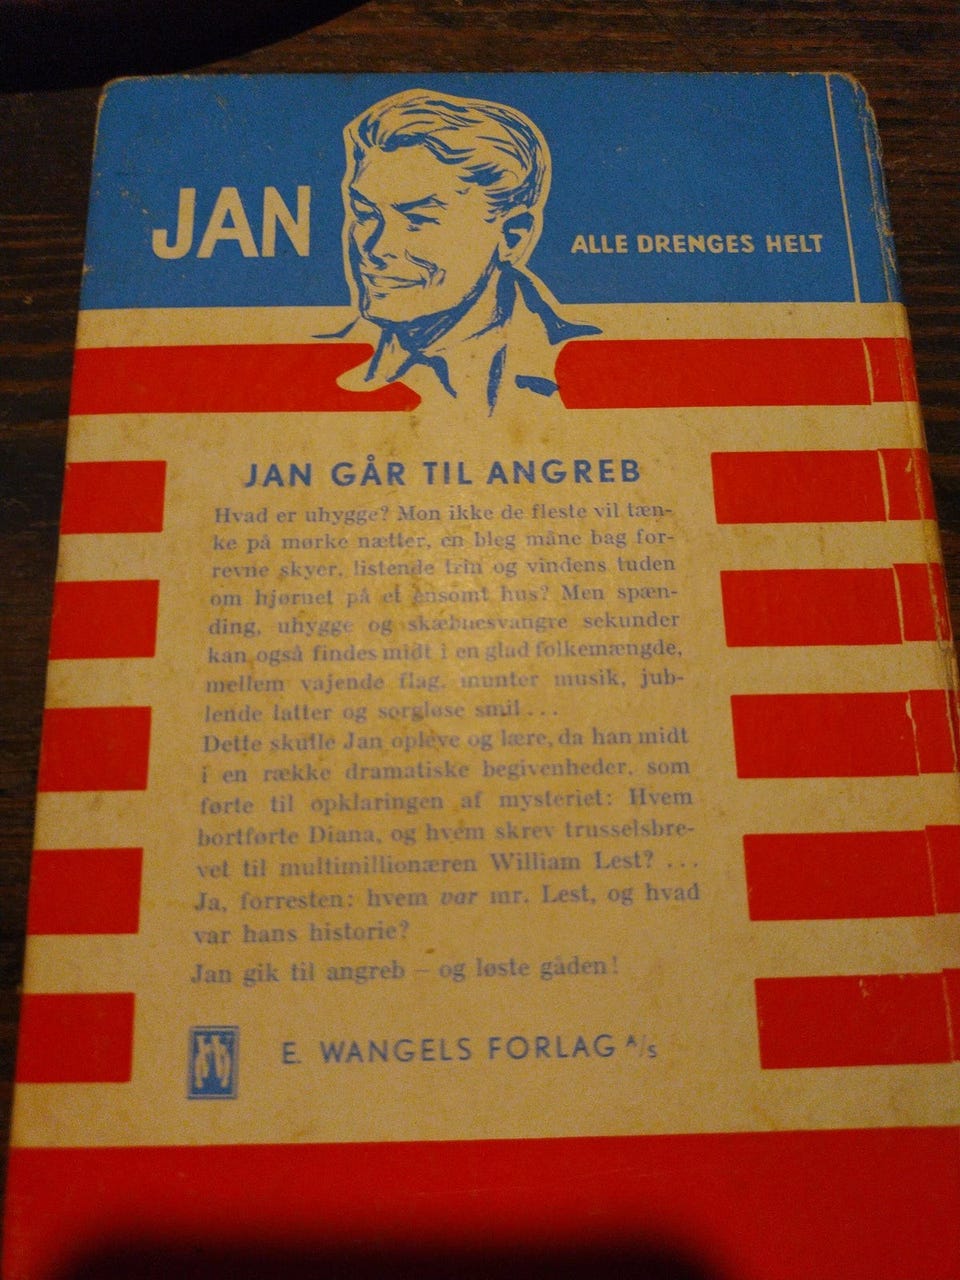 JAN
ALLE DRENGES HELT
JAN GÅR TIL ANGREB
Hvad er uhygge? Mon ikke de fleste vil tæn-
ke på mørke nætter, en bleg måne bag for-
revne skyer, listende trin og vindens tuden
om hjørnet på et ensomt hus? Men spæn-
ding, uhygge og skæbnesvangre sekunder
kan også findes midt i en glad folkemængde,
mellem vajende flag, munter musik, jub-
lende latter og sorgløse smil...
Dette skulle Jan opleve og lære, da han midt
i en række dramatiske begivenheder, som
førte til opklaringen af mysteriet: Hvem
bortførte Diana, og hvem skrev trusselsbre-
vet til multimillionæren William Lest? ...
Ja, forresten: hvem var mr. Lest, og hvad
var hans historie?
Jan gik til angreb – og løste gåden!
E. WANGELS FORLAG A/S